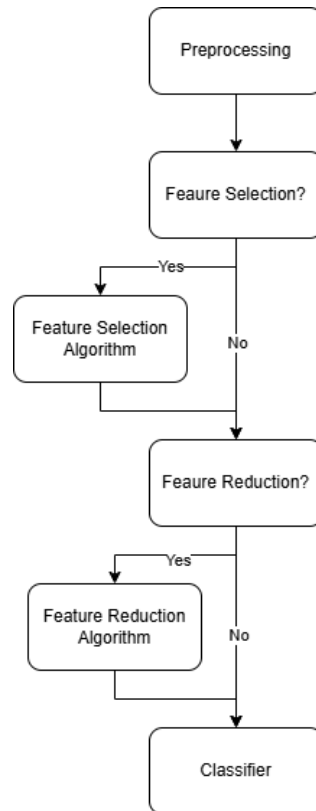 Preprocessing
Feaure Selection?
Yes
Feature Selection
Algorithm
No
Feaure Reduction?
Yes
Feature Reduction
Algorithm
No
Classifier